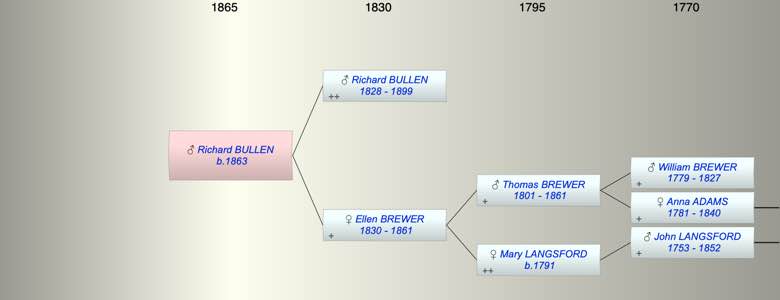 1865 1830 1795 1770
♂ Richard BULLEN
1828 - 1899
++
♂ Richard BULLEN
b.1863
♀ Ellen BREWER
1830 - 1861
+
♂ Thomas BREWER
1801 - 1861
+
♀ Mary LANGSFORD
b.1791
++
♂ William BREWER
1779 - 1827
+
♀ Anna ADAMS
1781 - 1840
+
♂ John LANGSFORD
1753 - 1852
+